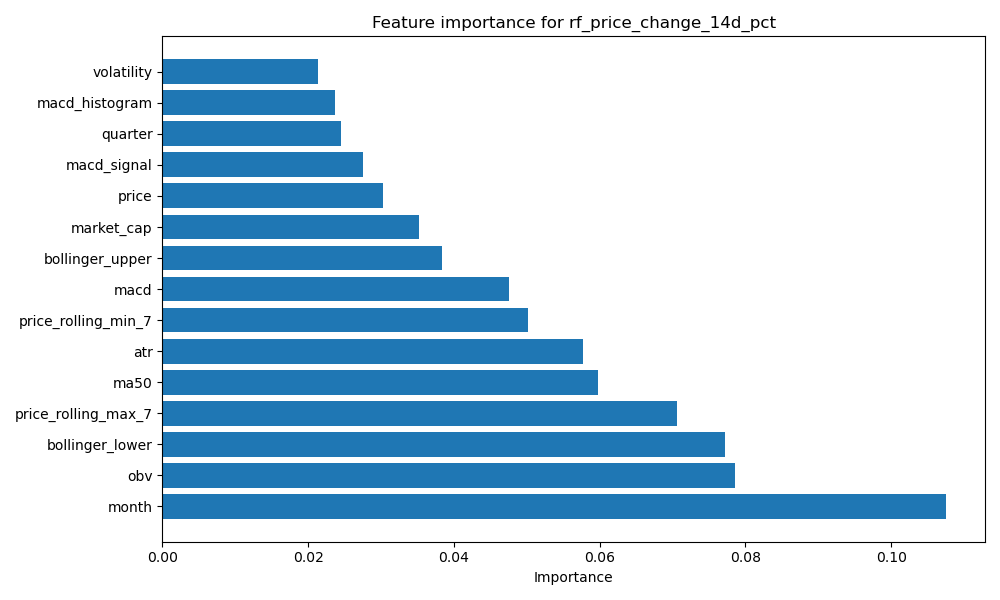 Feature importance for rf_price_change_14d_pct
volatility
macd_histogram
quarter
macd_signal
price
market_cap
bollinger_upper
macd
price_rolling_min_7
atr
ma50
price_rolling_max_7
bollinger_lower
obv
month
0.00 0.02 0.04 0.06 0.08 0.10
Importance